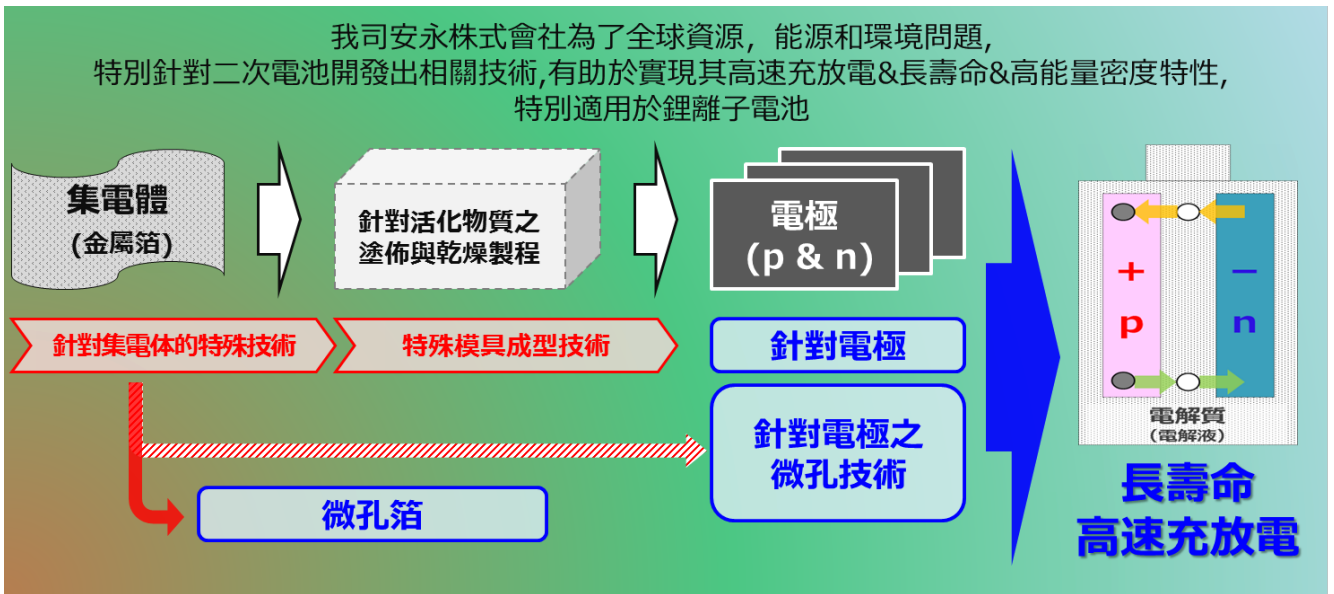 我司安永株式會社為了全球資源，能源和環境問題,
特別針對二次電池開發出相關技術,有助於實現其高速充放電&長壽命&高能量密度特性,
特別適用於鋰離子電池
集電體
(金屬箔)
針對活化物質之
塗佈與乾燥製程
電極
(p & n)
針對集電体的特殊技術
特殊模具成型技術
針對電極
針對電極之
微孔技術
微孔箔
+
p
－
n
電解質
(電解液)
長壽命
高速充放電